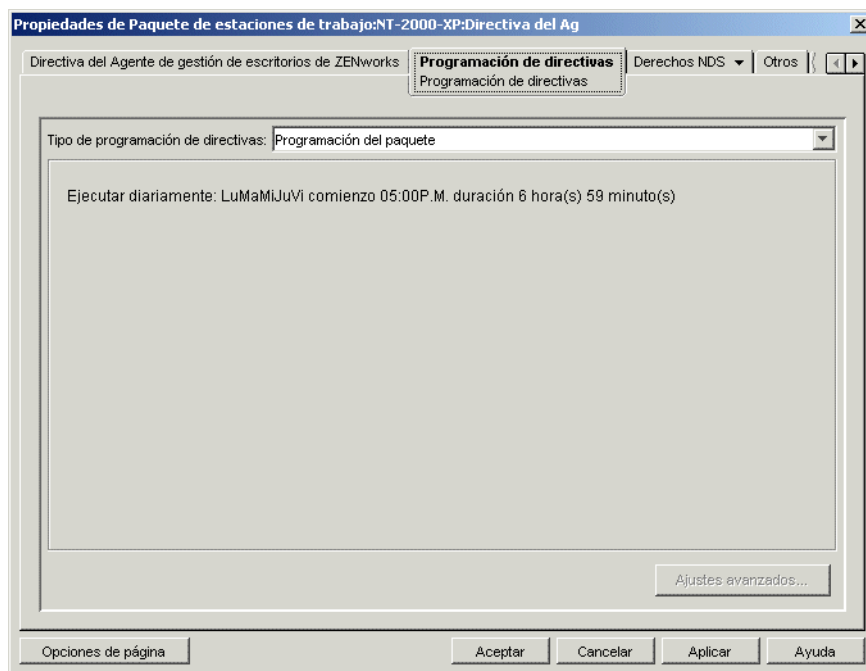 Propiedades de Paquete de estaciones de trabajo:NT-2000-XP:Directiva del Ag
Directiva del Agente de gestión de escritorios de ZENworks Programación de directivas Derechos NDS Otros
Programación de directivas
Tipo de programación de directivas: Programación del paquete
Ejecutar diariamente: LuMaMiJuVi comienzo 05:00P.M. duración 6 hora(s) 59 minuto(s)
Ajustes avanzados...
Opciones de página Aceptar Cancelar Aplicar Ayuda